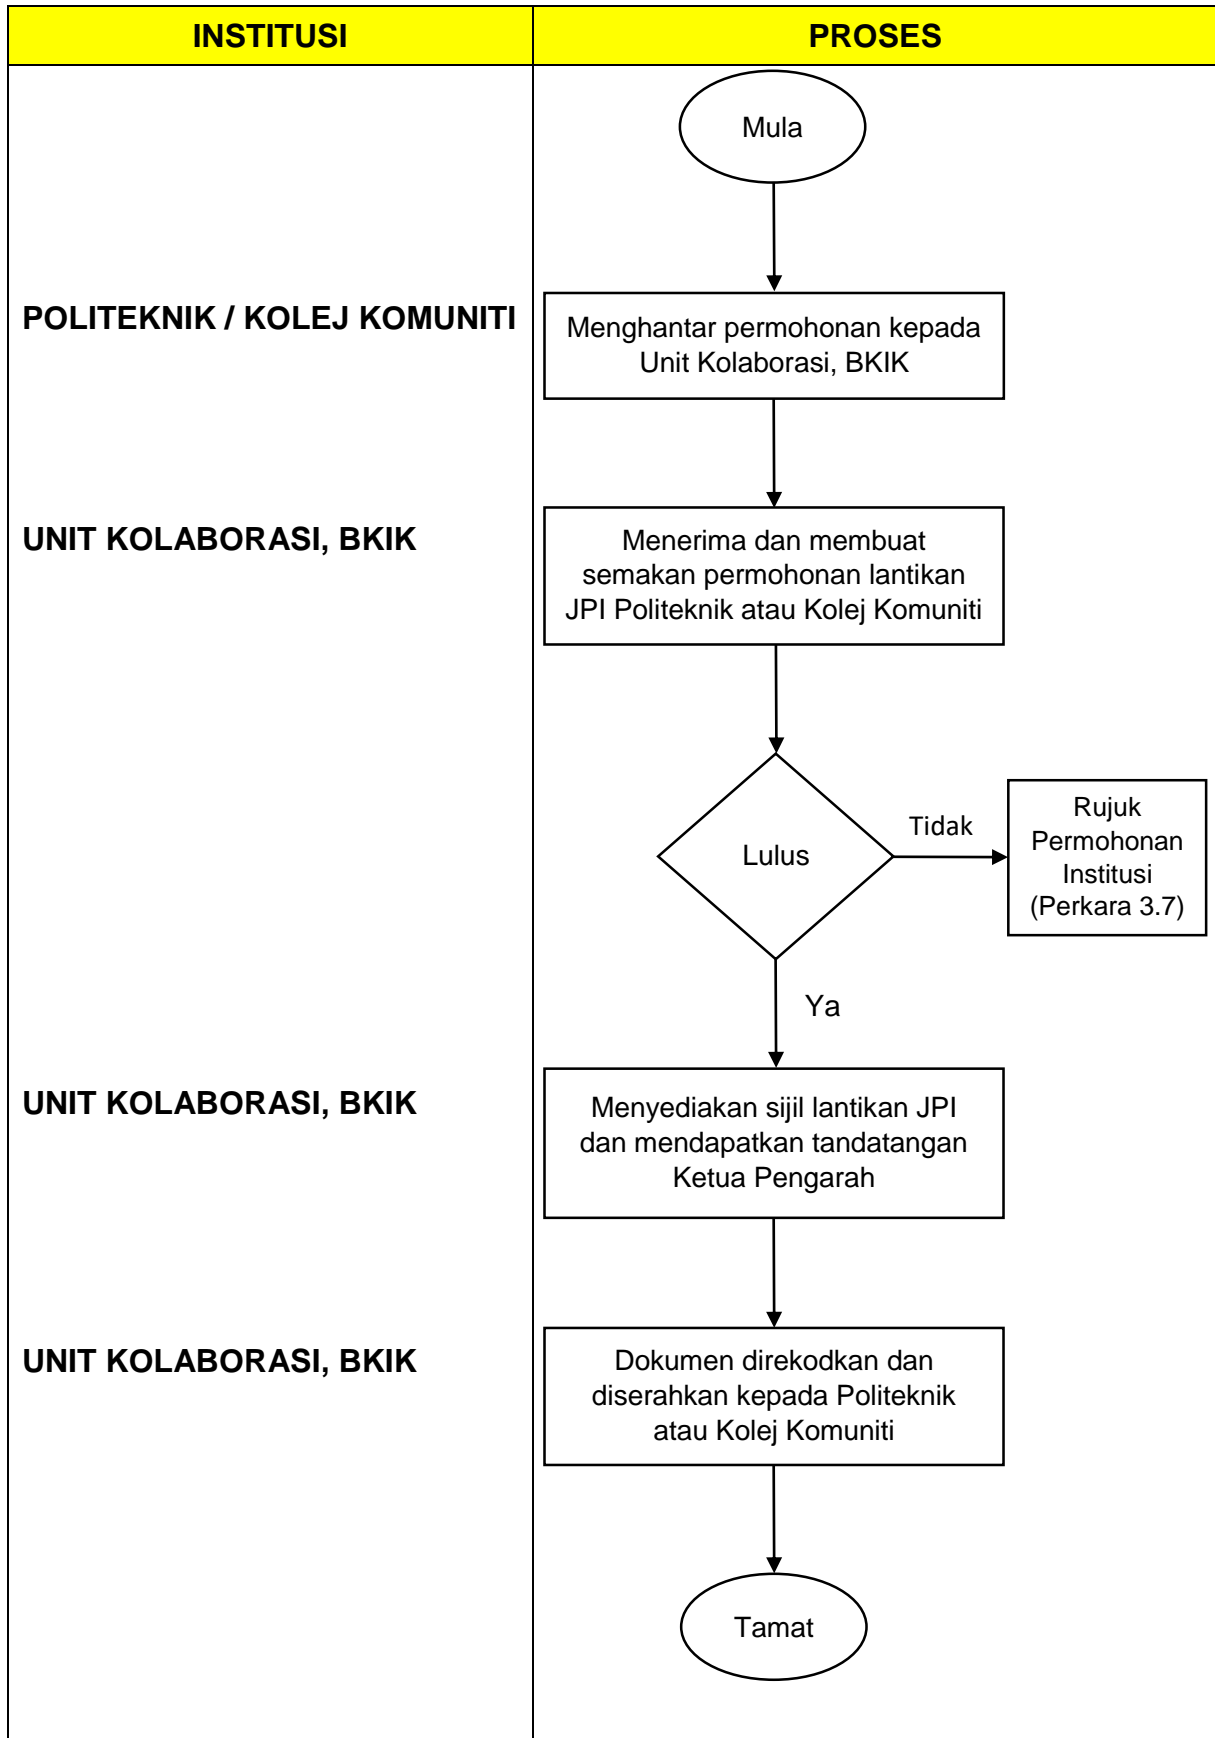 INSTITUSI
PROSES
Mula
POLITEKNIK / KOLEJ KOMUNITI
Menghantar permohonan kepada
Unit Kolaborasi, BKIK
UNIT KOLABORASI, BKIK
Menerima dan membuat
semakan permohonan lantikan
JPI Politeknik atau Kolej Komuniti
Lulus
Tidak
Rujuk
Permohonan
Institusi
(Perkara 3.7)
Ya
UNIT KOLABORASI, BKIK
Menyediakan sijil lantikan JPI
dan mendapatkan tandatangan
Ketua Pengarah
UNIT KOLABORASI, BKIK
Dokumen direkodkan dan
diserahkan kepada Politeknik
atau Kolej Komuniti
Tamat